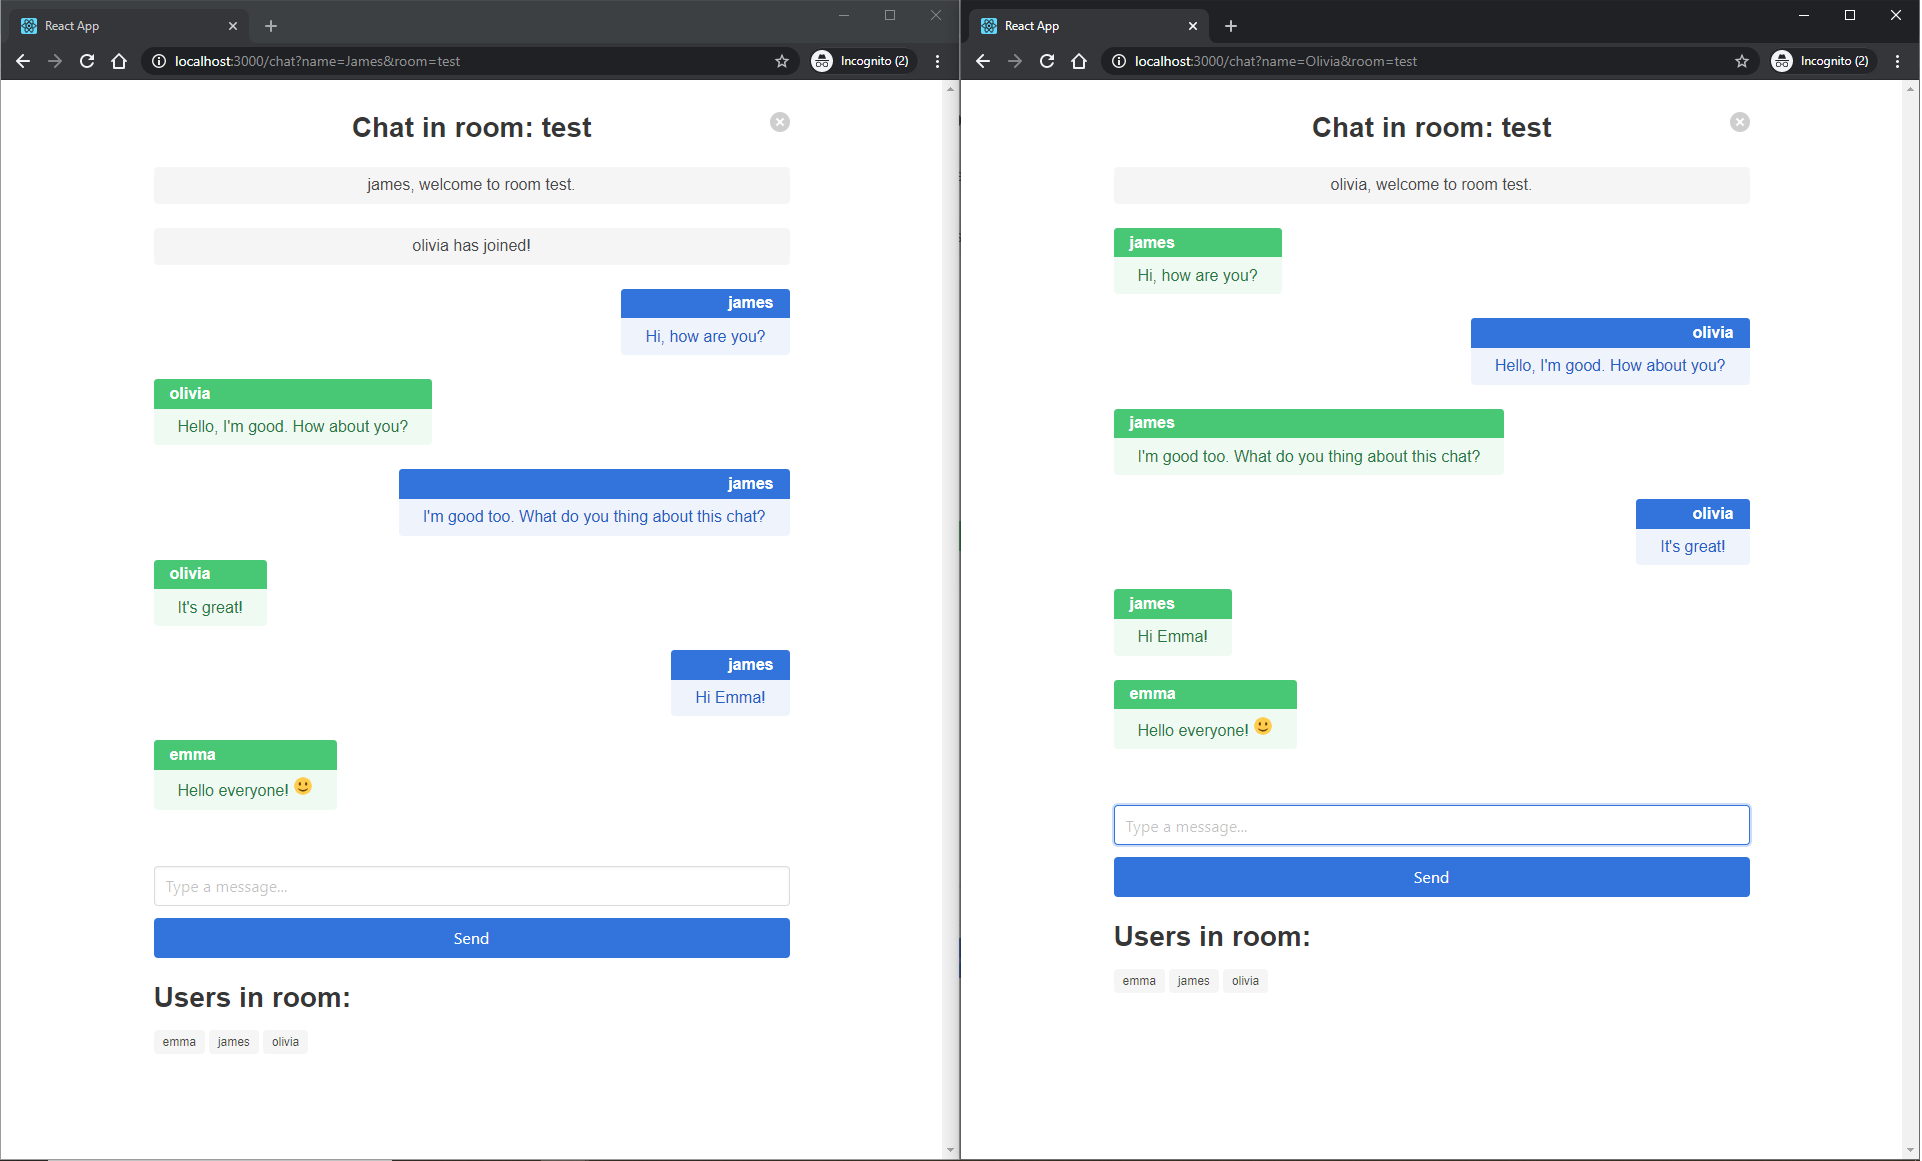 React App
localhost:3000/chat?name=James&room=test
Incognito (2)
Chat in room: test
james, welcome to room test.
olivia has joined!
james
Hi, how are you?
olivia
Hello, I'm good. How about you?
james
I'm good too. What do you thing about this chat?
olivia
It's great!
james
Hi Emma!
emma
Hello everyone! 🙂
Type a message...
Send
Users in room:
emma james olivia
React App
localhost:3000/chat?name=Olivia&room=test
Incognito (2)
Chat in room: test
olivia, welcome to room test.
james
Hi, how are you?
olivia
Hello, I'm good. How about you?
james
I'm good too. What do you thing about this chat?
olivia
It's great!
james
Hi Emma!
emma
Hello everyone! 🙂
Type a message...
Send
Users in room:
emma james olivia